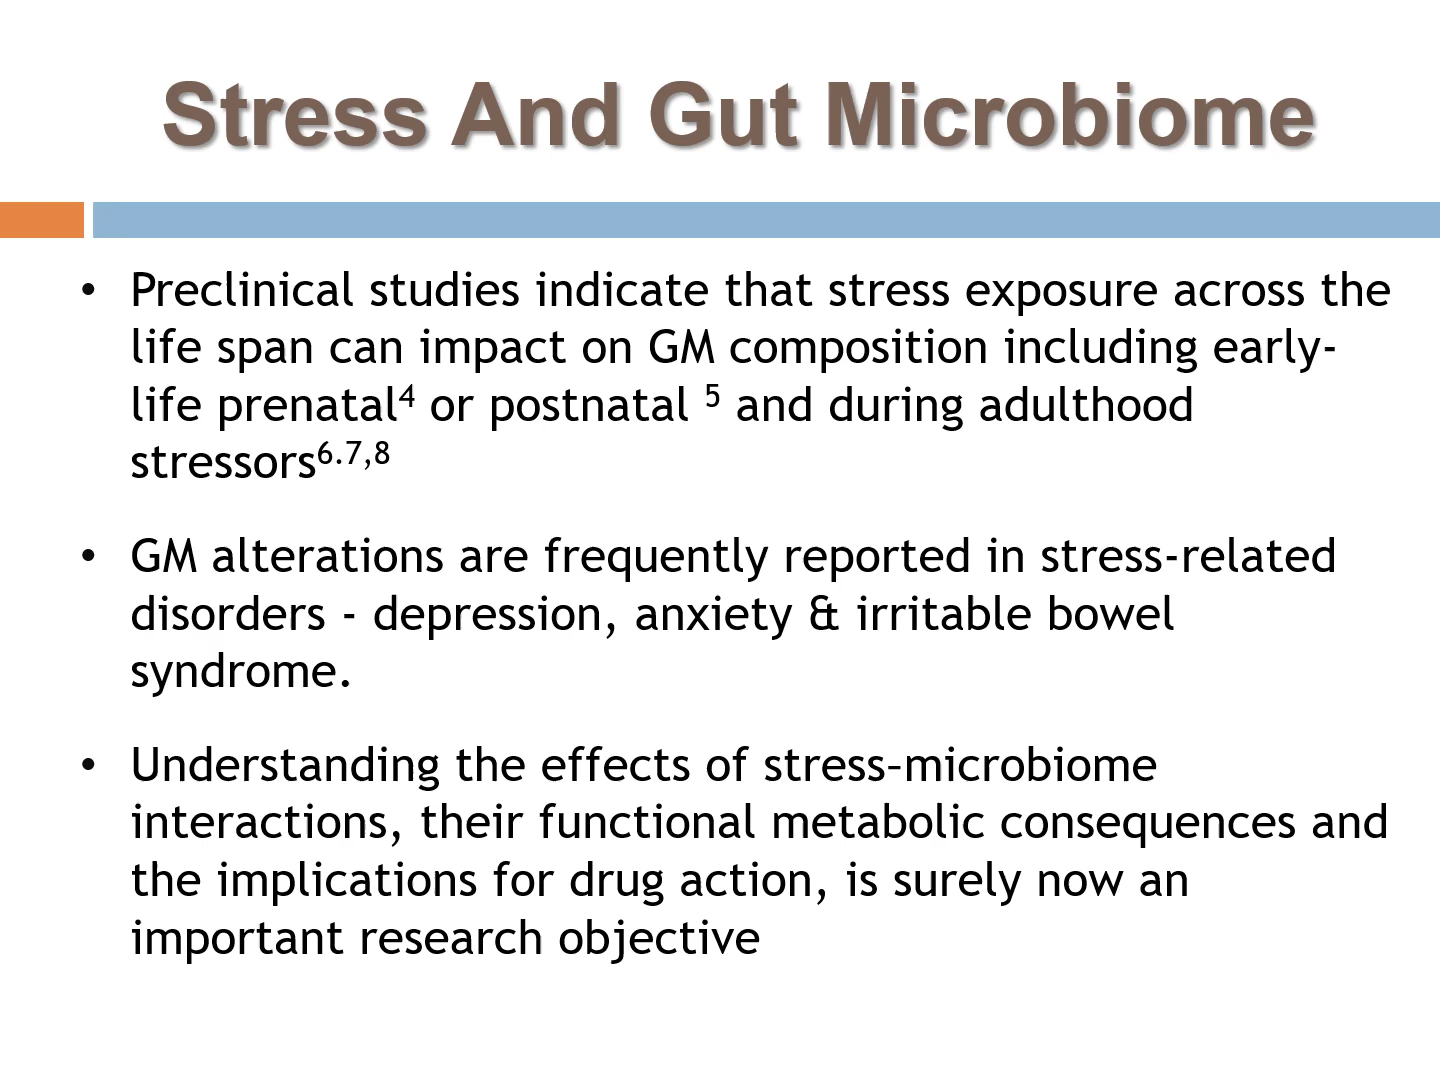 Stress And Gut Microbiome
• Preclinical studies indicate that stress exposure across the
life span can impact on GM composition including early-
life prenatal⁴ or postnatal ⁵ and during adulthood
stressors⁶·⁷,⁸
• GM alterations are frequently reported in stress-related
disorders - depression, anxiety & irritable bowel
syndrome.
• Understanding the effects of stress–microbiome
interactions, their functional metabolic consequences and
the implications for drug action, is surely now an
important research objective